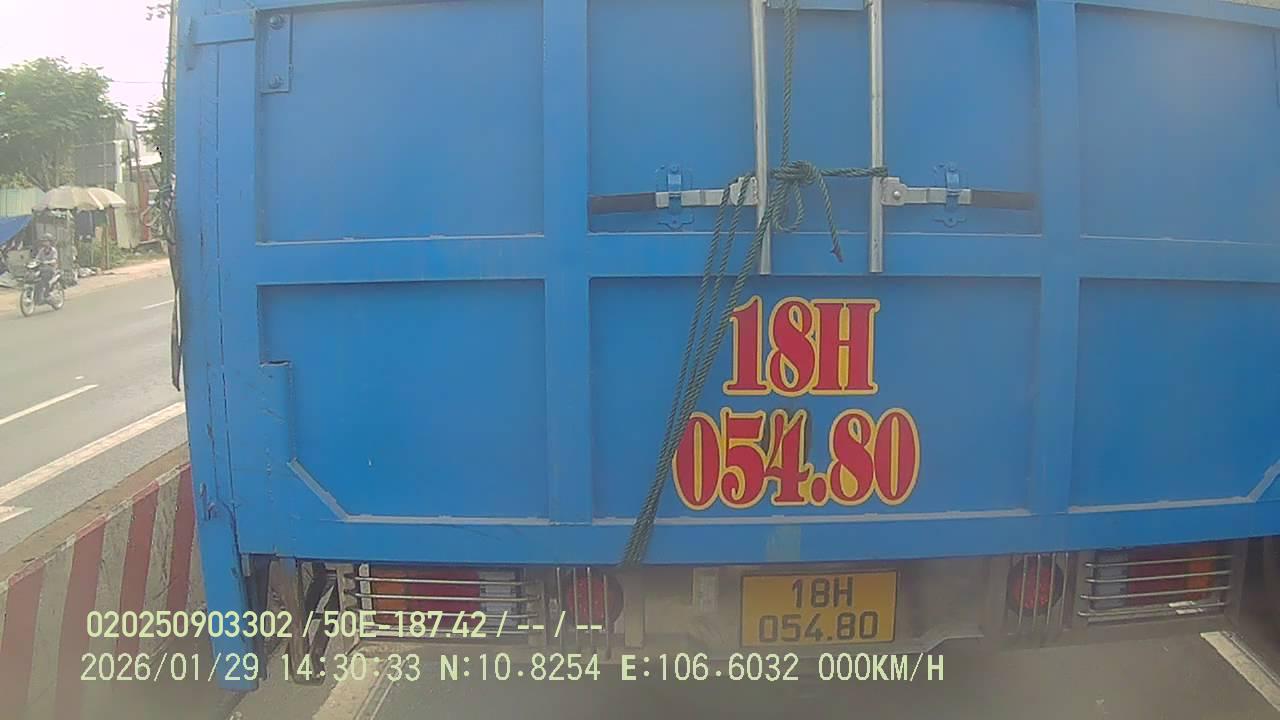 18H
054.80
18H
054.80
020250903302 / 50E-187.42 / -- / --
2026/01/29 14:30:33 N:10.8254 E:106.6032 000KM/H